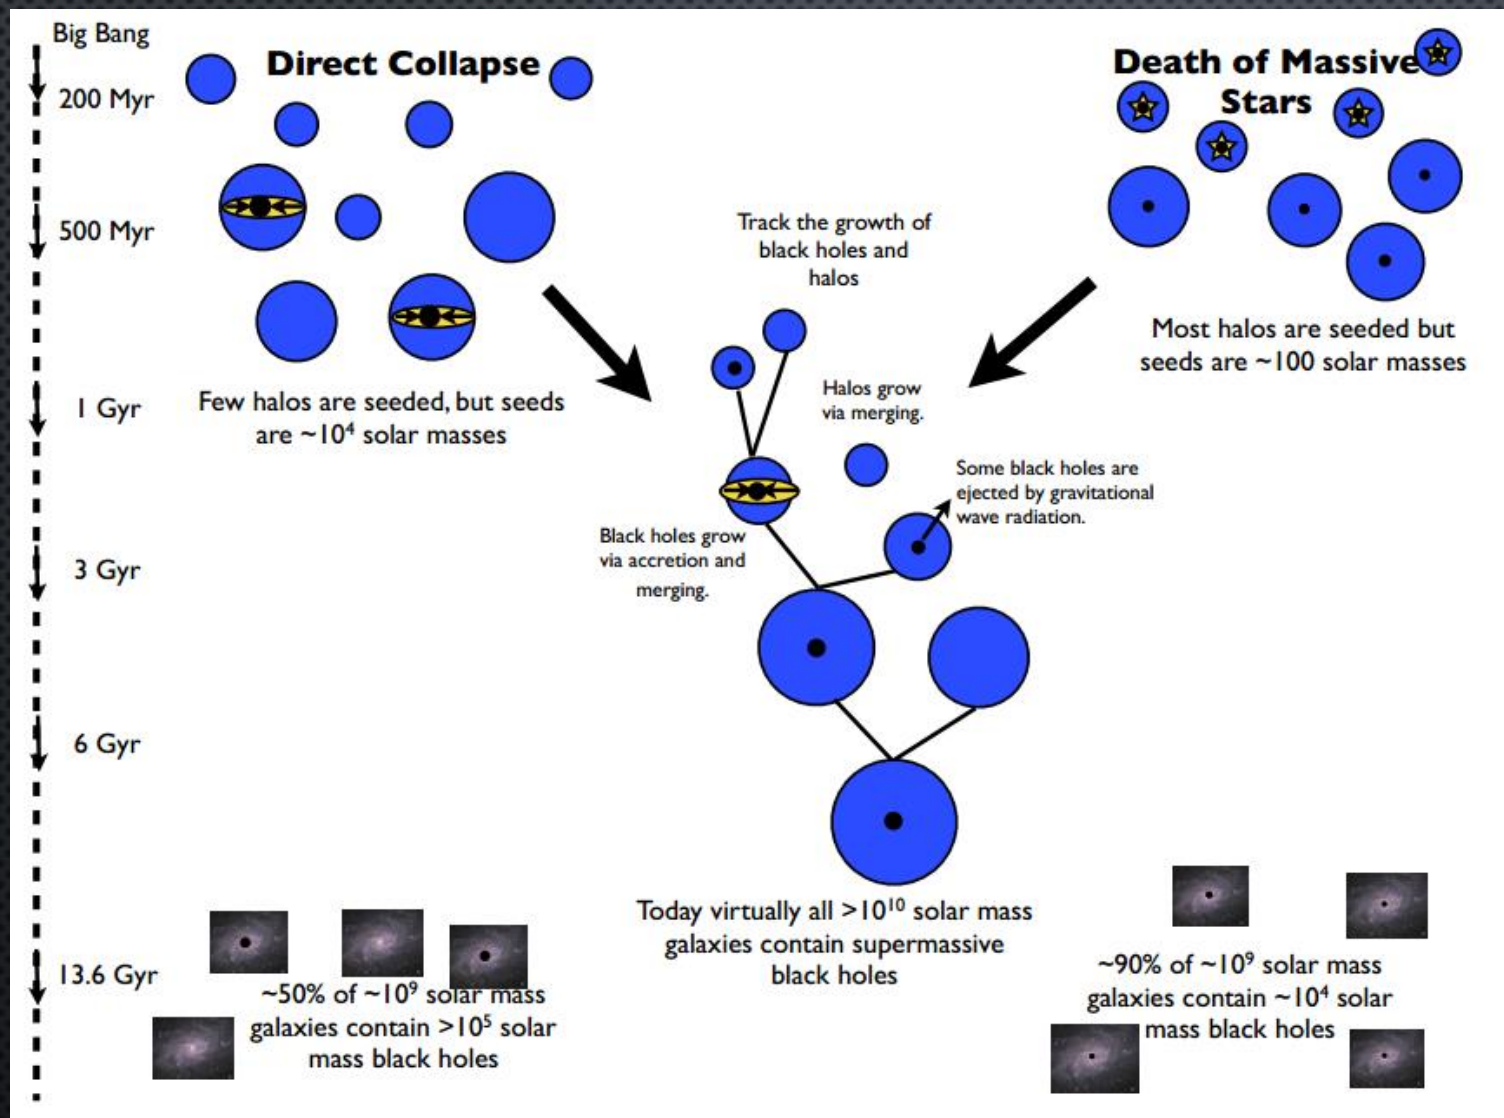 Big Bang
200 Myr
500 Myr
1 Gyr
3 Gyr
6 Gyr
13.6 Gyr
Direct Collapse
Few halos are seeded, but seeds
are ~10⁴ solar masses
Death of Massive
Stars
Most halos are seeded but
seeds are ~100 solar masses
Track the growth of
black holes and
halos
Halos grow
via merging.
Some black holes are
ejected by gravitational
wave radiation.
Black holes grow
via accretion and
merging.
~50% of ~10⁹ solar mass
galaxies contain >10⁵ solar
mass black holes
Today virtually all >10¹⁰ solar mass
galaxies contain supermassive
black holes
~90% of ~10⁹ solar mass
galaxies contain ~10⁴ solar
mass black holes